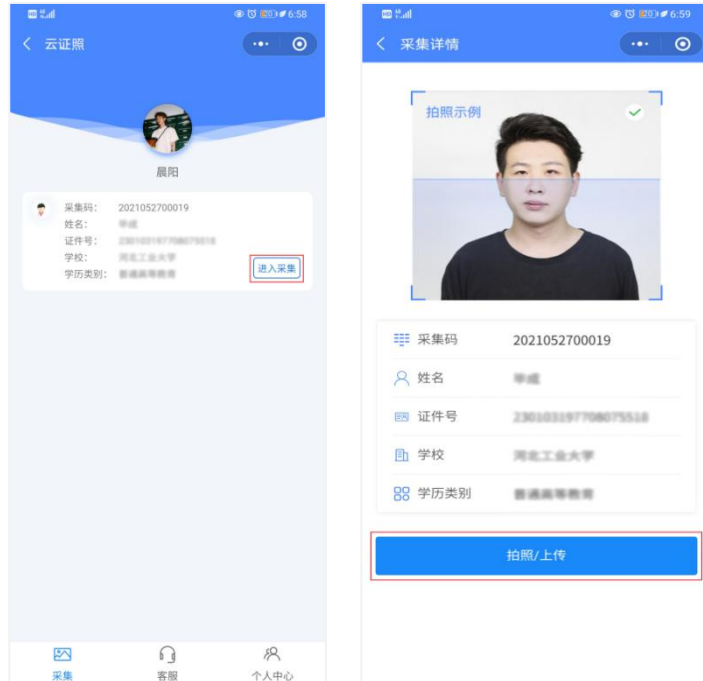 6:58
云证照
晨阳
采集码: 2021052700019
姓名:
证件号:
学校:
学历类别:
进入采集
采集
客服
个人中心
6:59
采集详情
拍照示例
采集码 2021052700019
姓名
证件号
学校
学历类别
拍照/上传